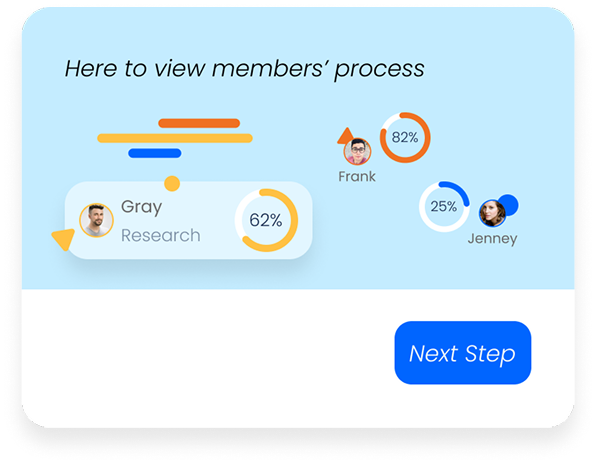 Here to view members’ process
82%
Frank
Gray
Research
62%
25%
Jenney
Next Step